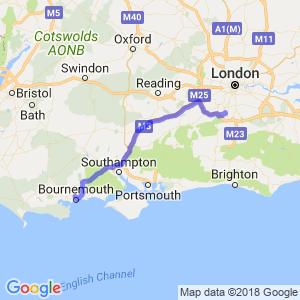 M5
M40
M11
A1(M)
Cotswolds
AONB
Oxford
Swindon
London
Bristol
Reading
M25
Bath
M3
M23
Southampton
Bournemouth
Portsmouth
Brighton
English Channel
Google
Map data ©2018 Google